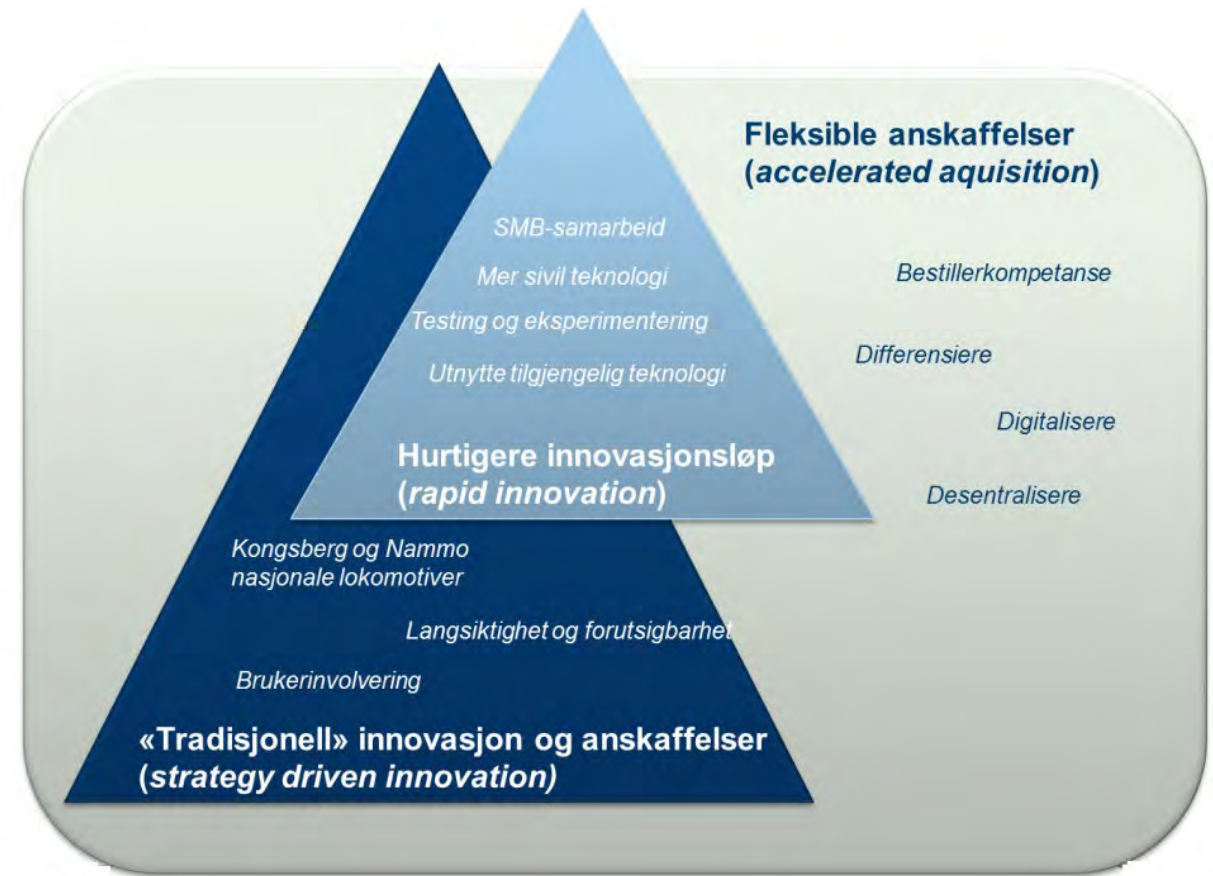 Fleksible anskaffelser
(accelerated aquisition)
SMB-samarbeid
Mer sivil teknologi
Testing og eksperimentering
Utnytte tilgjengelig teknologi
Hurtigere innovasjonsløp
(rapid innovation)
Bestillerkompetanse
Differensiere
Digitalisere
Desentralisere
Kongsberg og Nammo
nasjonale lokomotiver
Langsiktighet og forutsigbarhet
Brukerinvolvering
«Tradisjonell» innovasjon og anskaffelser
(strategy driven innovation)